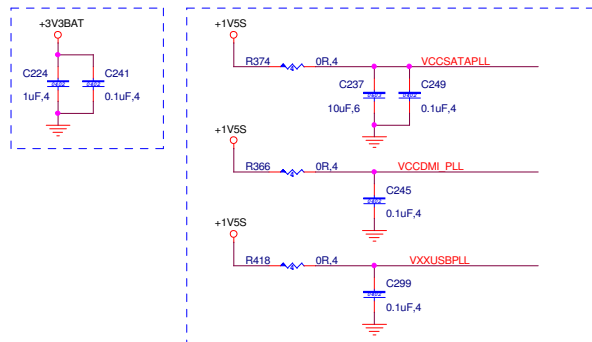 +3V3BAT
C224
C241
1uF,4
0.1uF,4
+1V5S
R374
0R,4
VCCSATAPLL
C237
C249
10uF,6
0.1uF,4
+1V5S
R366
0R,4
VCCDMI_PLL
C245
0.1uF,4
+1V5S
R418
0R,4
VXXUSBPLL
C299
0.1uF,4